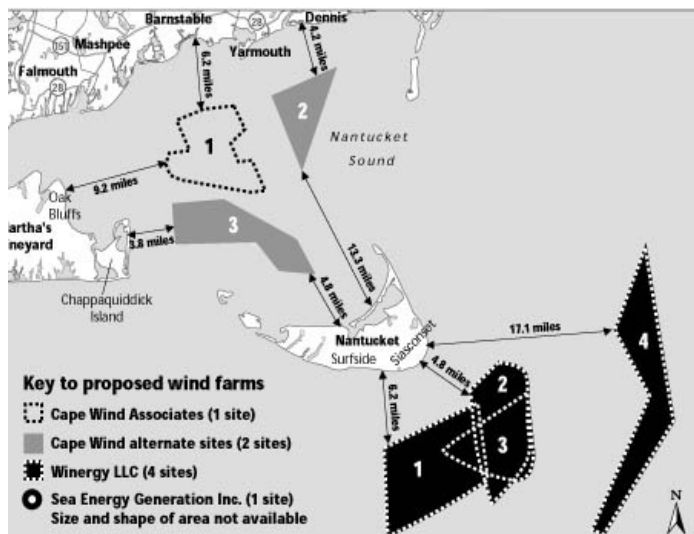 Barnstable
28
Dennis
151
Mashpee
Yarmouth
4.2 miles
Falmouth
6.2 miles
28
2
1
Nantucket
Sound
9.2 miles
Oak
Bluffs
3
3.8 miles
13.3 miles
Chappaquiddick
Island
4.8 miles
17.1 miles
4
Nantucket
Surfside
Siasconset
4.8 miles
2
6.2 miles
1
3
Key to proposed wind farms
Cape Wind Associates (1 site)
Cape Wind alternate sites (2 sites)
Winergy LLC (4 sites)
Sea Energy Generation Inc. (1 site)
Size and shape of area not available
N